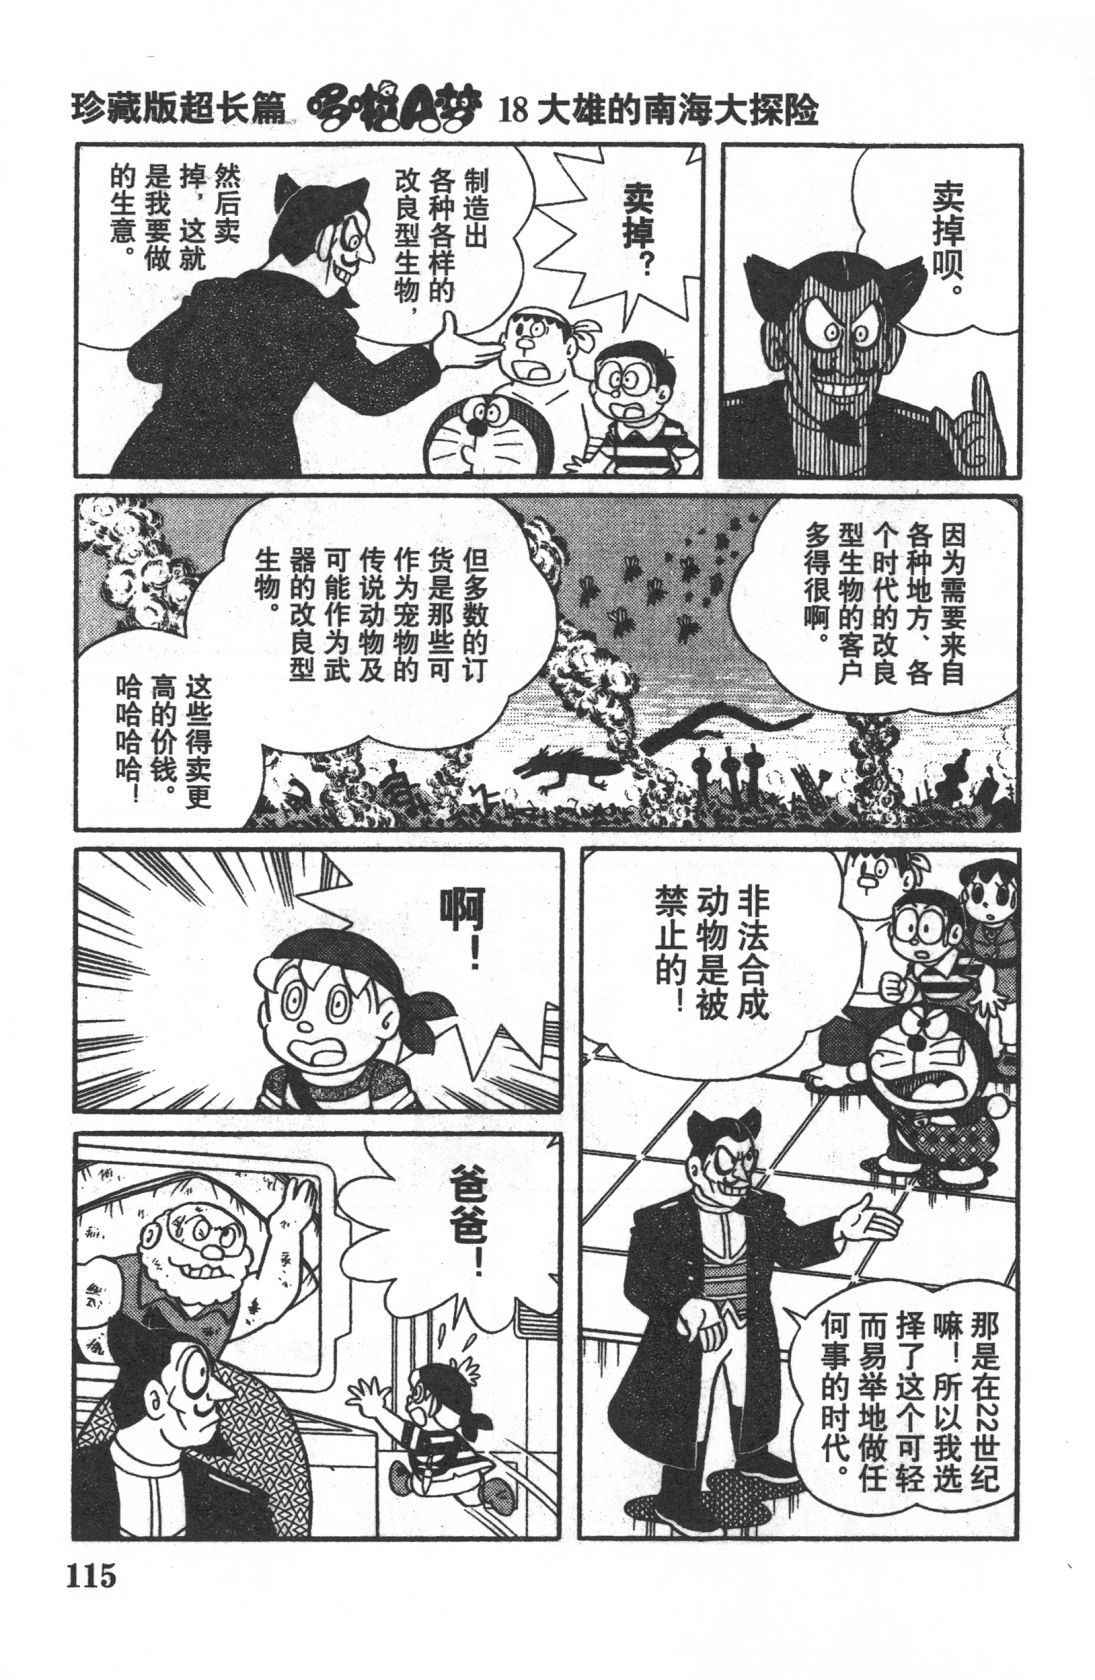 珍藏版超长篇 哆啦A梦 18 大雄的南海大探险
制造出
各种各样的
改良型生物，
然后卖
掉，这就
是我要做
的生意。
卖掉？
卖掉呗。
因为需要来自
各种地方、各
个时代的改良
型生物的客户
多得很啊。
但多数的订
货是那些可
作为宠物的
传说动物及
可能作为武
器的改良型
生物。
这些得卖更
高的价钱。
哈哈哈哈！
啊！
爸爸！
非法合成
动物是被
禁止的！
那是在22世纪
嘛！所以我选
择了这个可轻
而易举地做任
何事的时代。
115